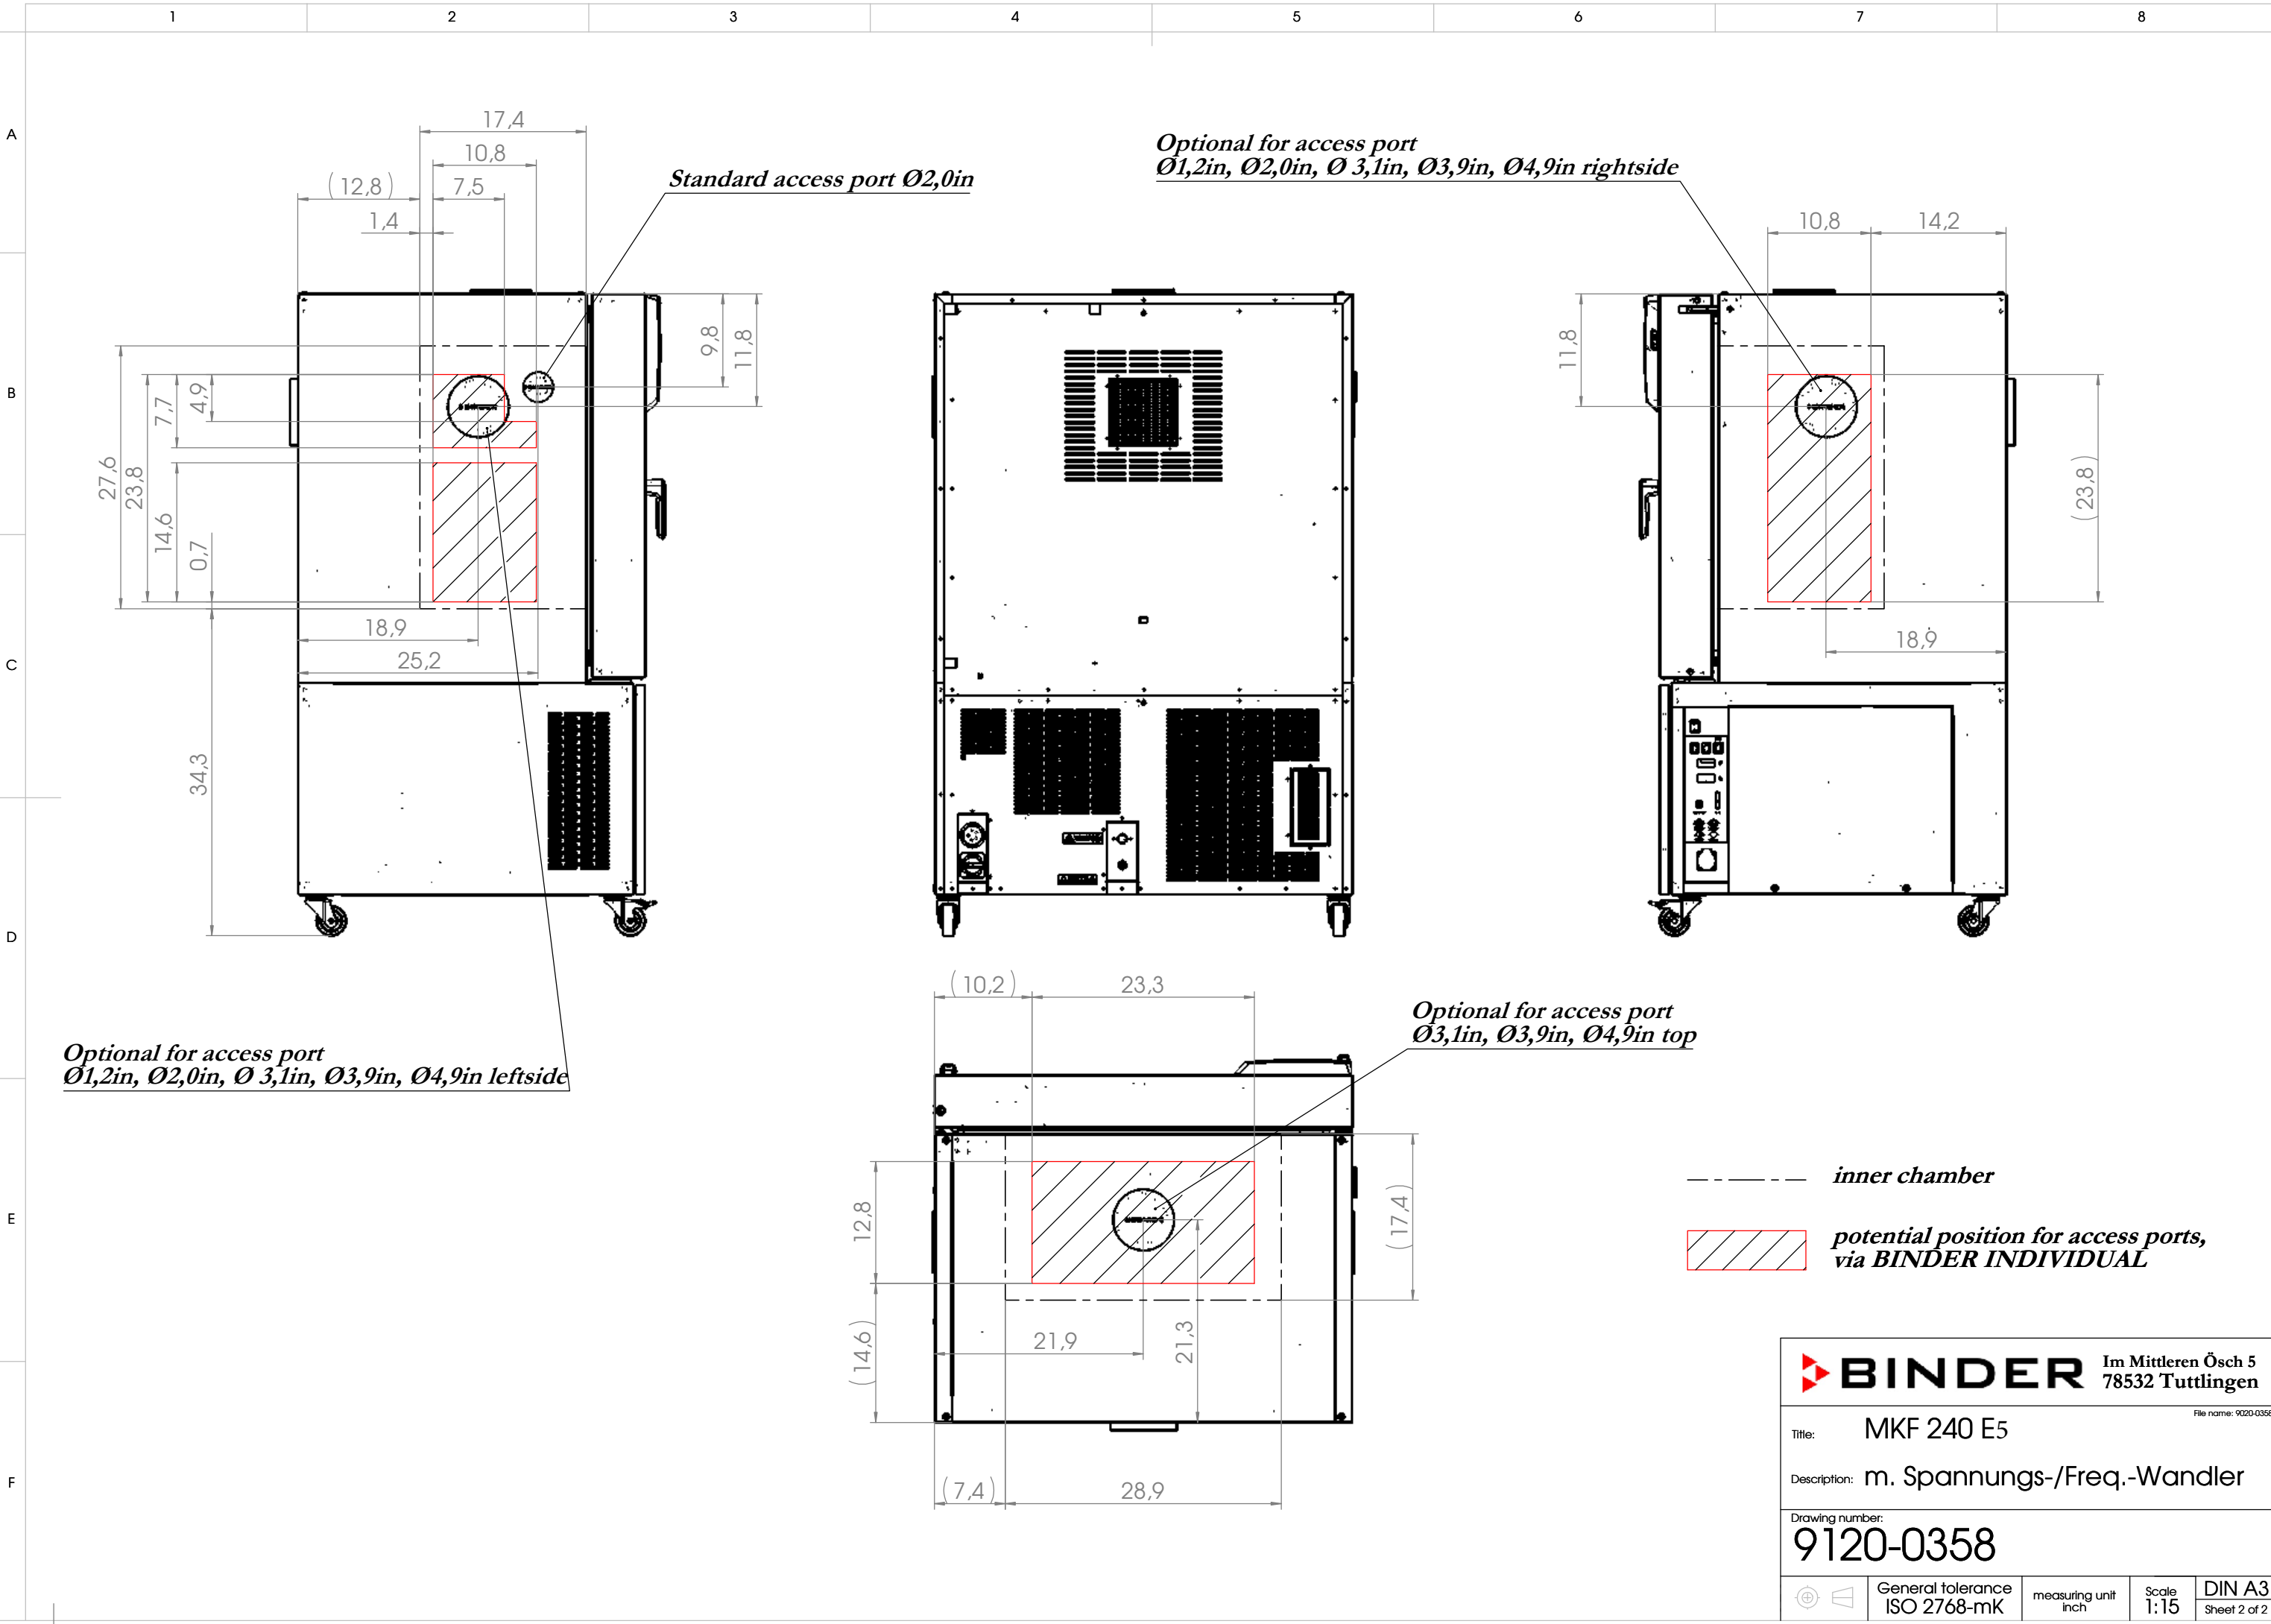 1 2 3 4 5 6 7 8
A
B
C
D
E
F
17,4
10,8
(12,8)
7,5
1,4
Standard access port Ø2,0in
9,8
11,8
27,6
23,8
7,7
4,9
14,6
0,7
18,9
25,2
34,3
Optional for access port
Ø1,2in, Ø2,0in, Ø 3,1in, Ø3,9in, Ø4,9in leftside
Optional for access port
Ø1,2in, Ø2,0in, Ø 3,1in, Ø3,9in, Ø4,9in rightside
10,8
14,2
11,8
(23,8)
18,9
(10,2)
23,3
Optional for access port
Ø3,1in, Ø3,9in, Ø4,9in top
12,8
(17,4)
(14,6)
21,9
21,3
(7,4)
28,9
inner chamber
potential position for access ports,
via BINDER INDIVIDUAL
BINDER
Im Mittleren Ösch 5
78532 Tuttlingen
File name: 9020-0358
Title: MKF 240 E5
Description: m. Spannungs-/Freq.-Wandler
Drawing number:
9120-0358
General tolerance
ISO 2768-mK
measuring unit
inch
Scale
1:15
DIN A3
Sheet 2 of 2